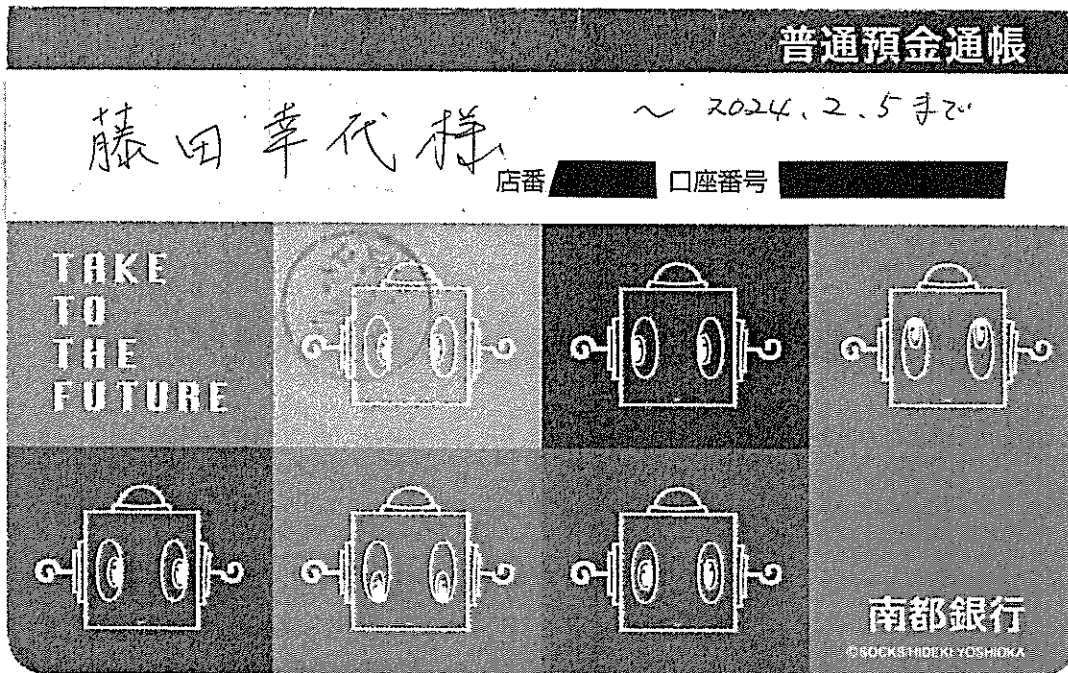 普通預金通帳
藤田幸代様
～ 2024.2.5まで
店番 口座番号
TAKE
TO
THE
FUTURE
南都銀行
©SOCKS HIDEKI YOSHIOKA